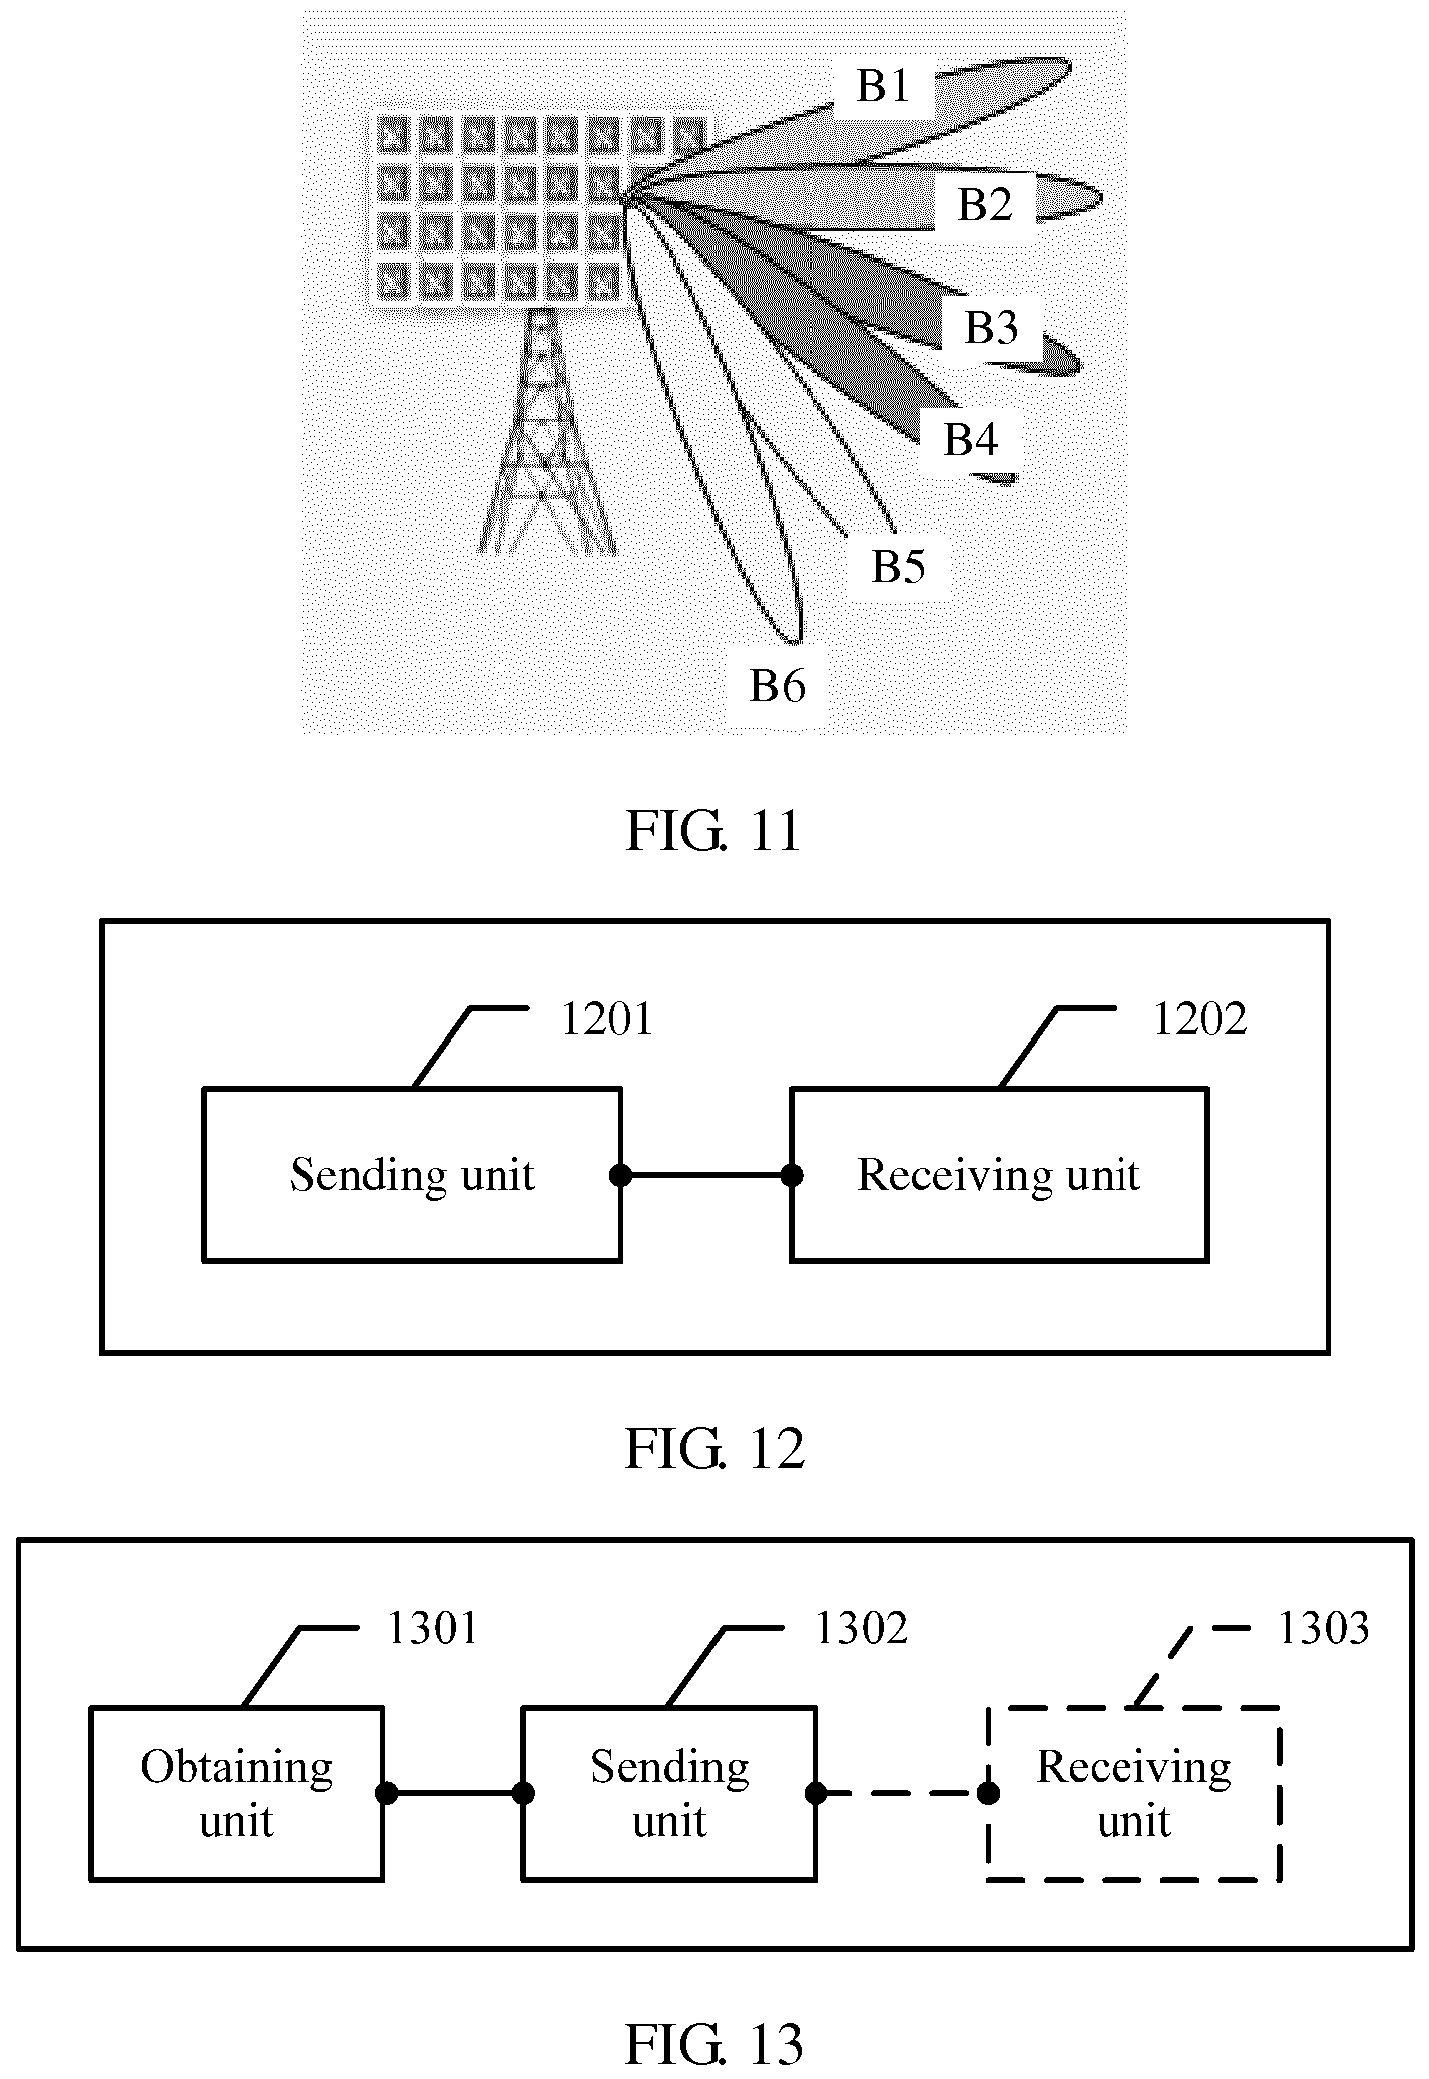 B1
B2
B3
B4
B5
B6
FIG. 11
1201
1202
Sending unit
Receiving unit
FIG. 12
1301
1302
1303
Obtaining
unit
Sending
unit
Receiving
unit
FIG. 13